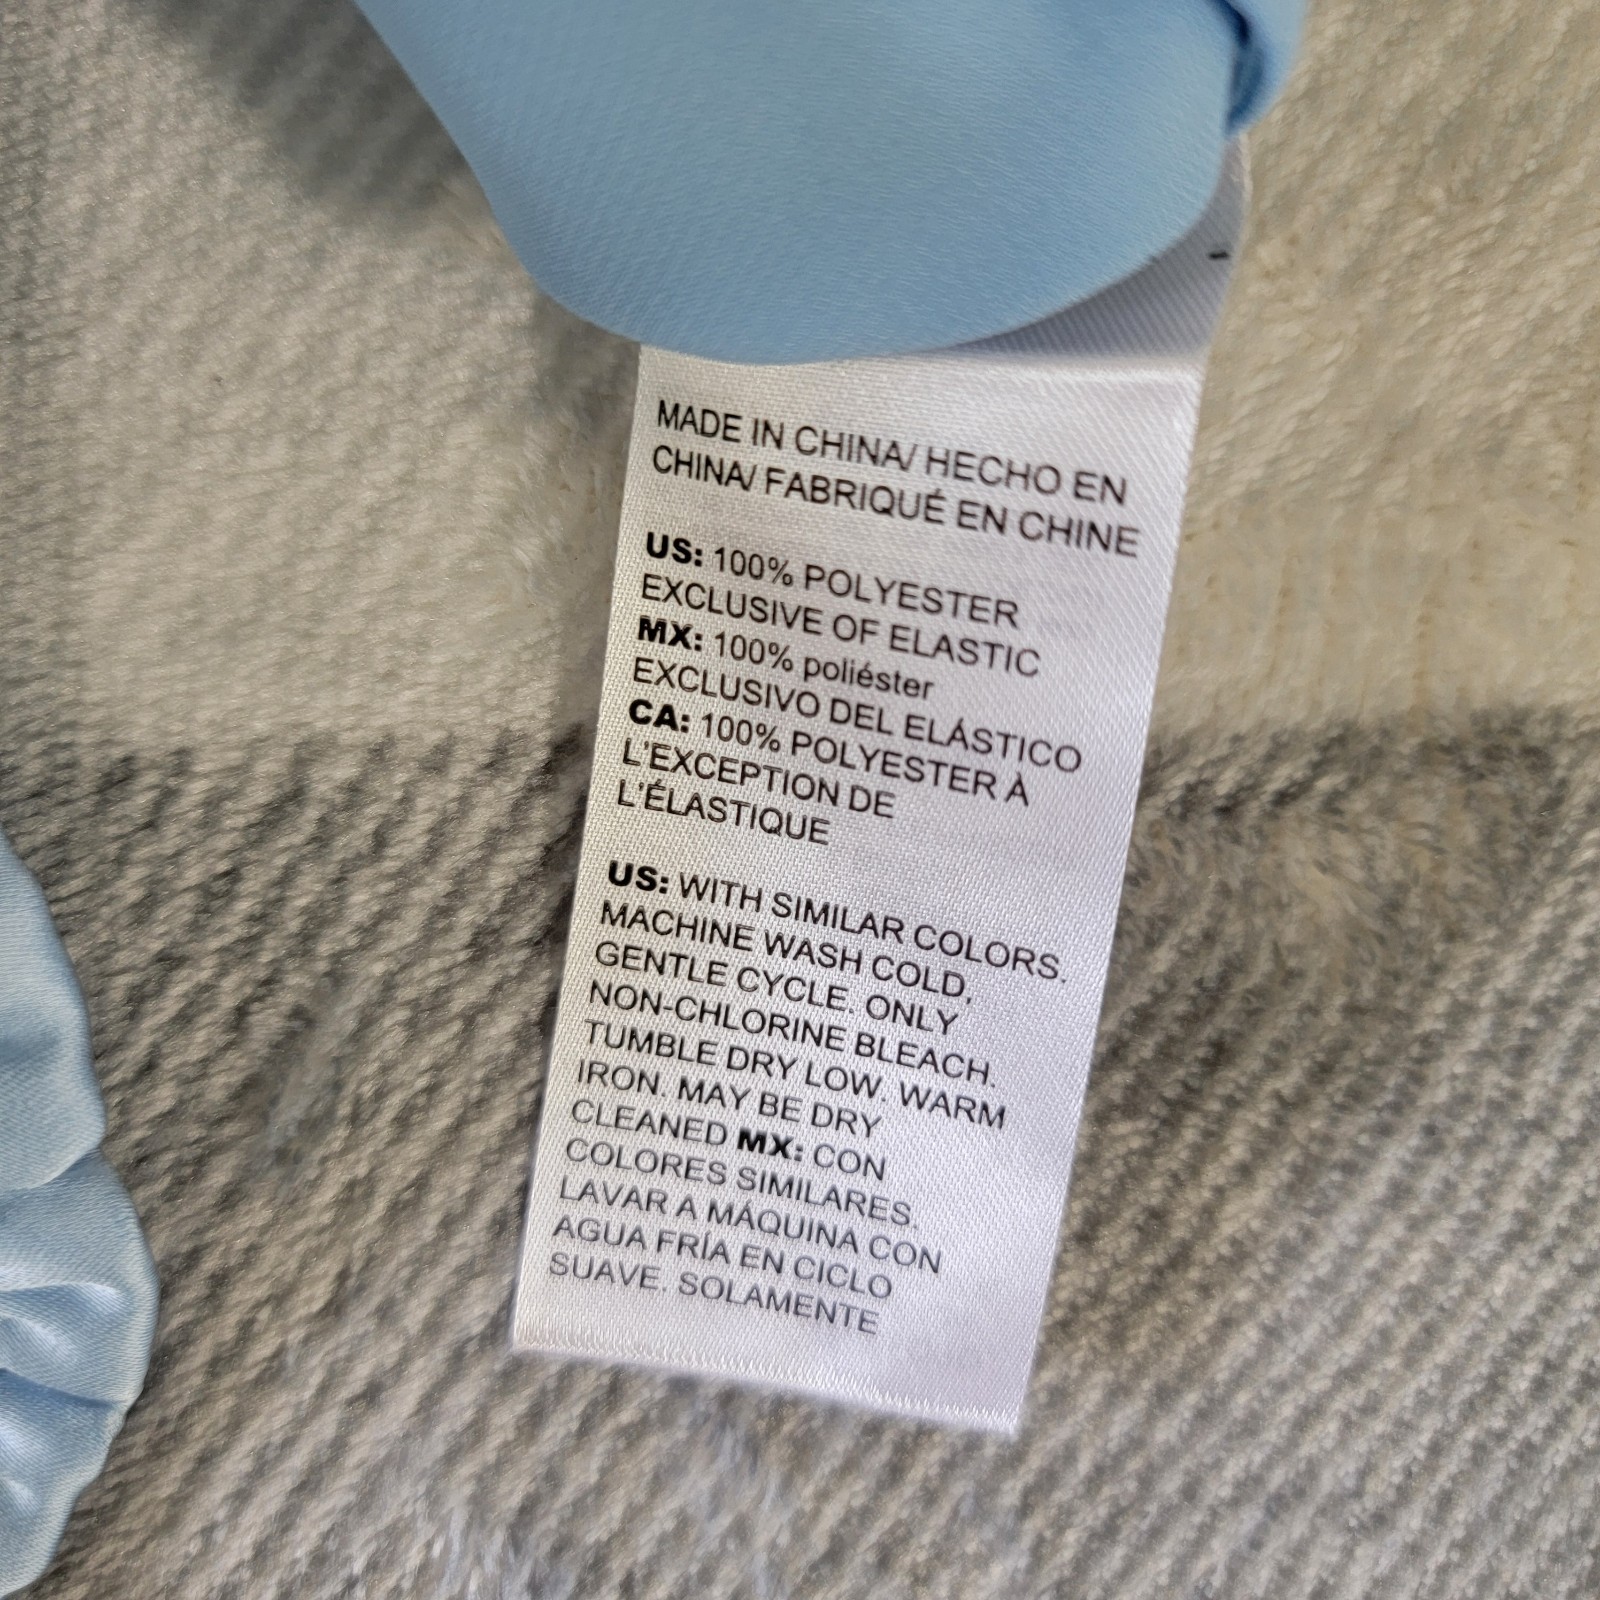 MADE IN CHINA/ HECHO EN
CHINA/ FABRIQUÉ EN CHINE
US: 100% POLYESTER
EXCLUSIVE OF ELASTIC
MX: 100% poliéster
EXCLUSIVO DEL ELÁSTICO
CA: 100% POLYESTER À
L'EXCEPTION DE
L'ÉLASTIQUE
US: WITH SIMILAR COLORS.
MACHINE WASH COLD,
GENTLE CYCLE. ONLY
NON-CHLORINE BLEACH.
TUMBLE DRY LOW. WARM
IRON. MAY BE DRY
CLEANED MX: CON
COLORES SIMILARES.
LAVAR A MÁQUINA CON
AGUA FRÍA EN CICLO
SUAVE. SOLAMENTE